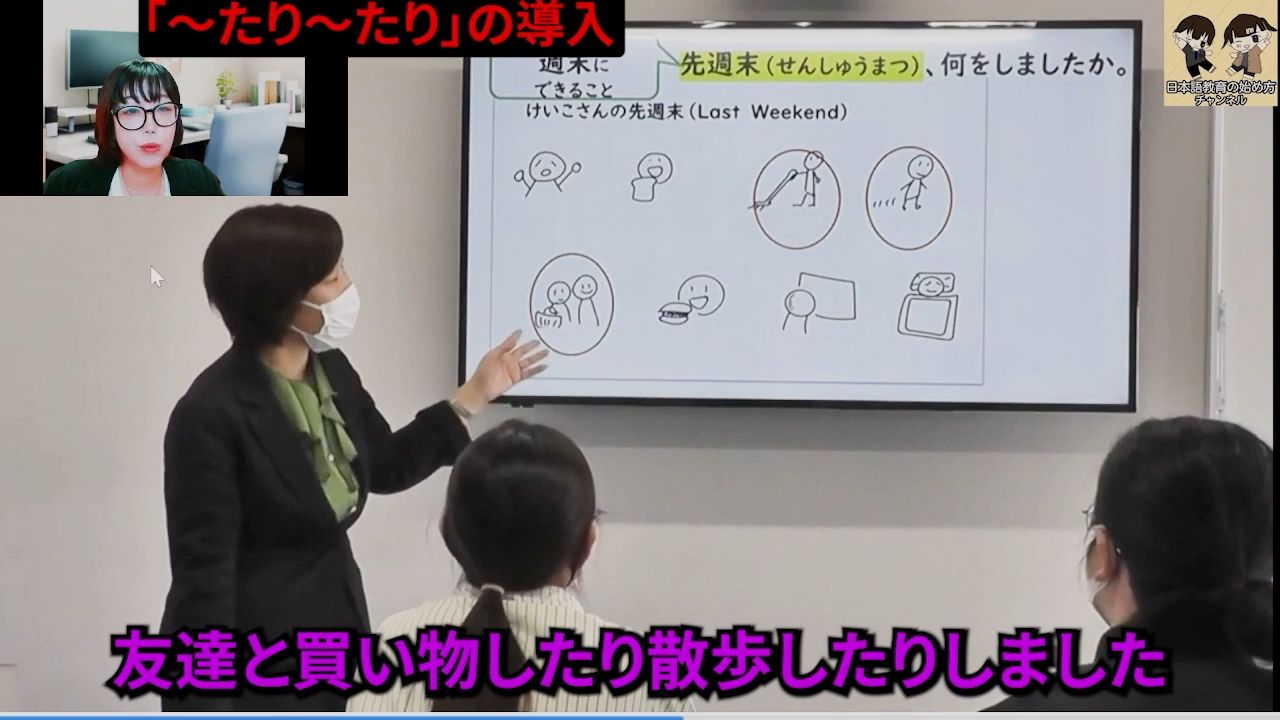 「〜たり〜たり」の導入
週末に
できること
先週末(せんしゅうまつ)、何をしましたか。
けいこさんの先週末(Last Weekend)
日本語教育の始め方
チャンネル
友達と買い物したり散歩したりしました